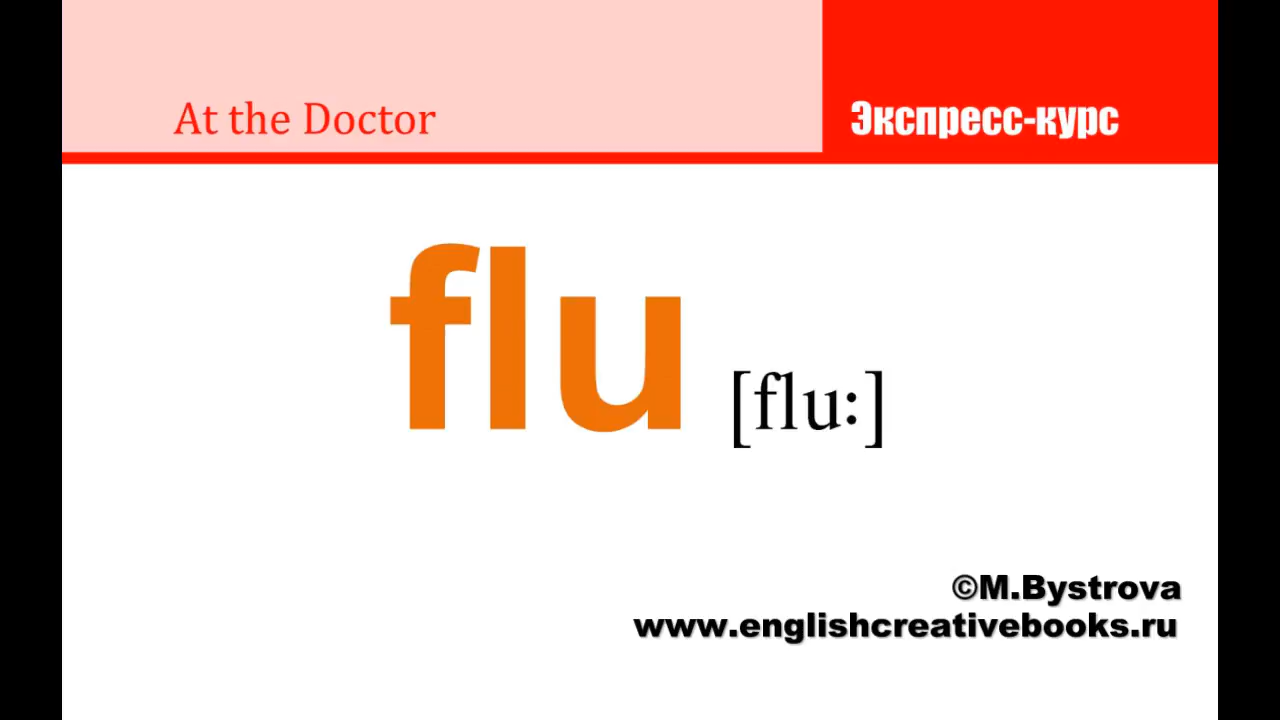 At the Doctor
Экспресс-курс
flu [flu:]
©M.Bystrova
www.englishcreativebooks.ru